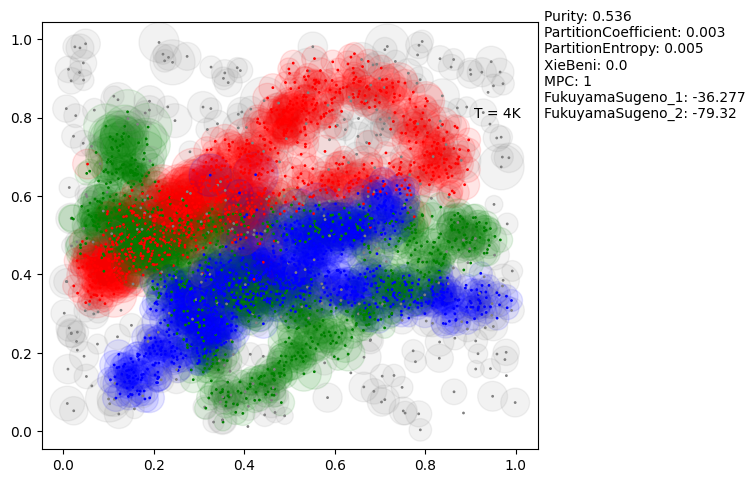 Purity: 0.536
PartitionCoefficient: 0.003
PartitionEntropy: 0.005
XieBeni: 0.0
MPC: 1
FukuyamaSugeno_1: -36.277
FukuyamaSugeno_2: -79.32
T = 4K
1.0
0.8
0.6
0.4
0.2
0.0
0.0 0.2 0.4 0.6 0.8 1.0